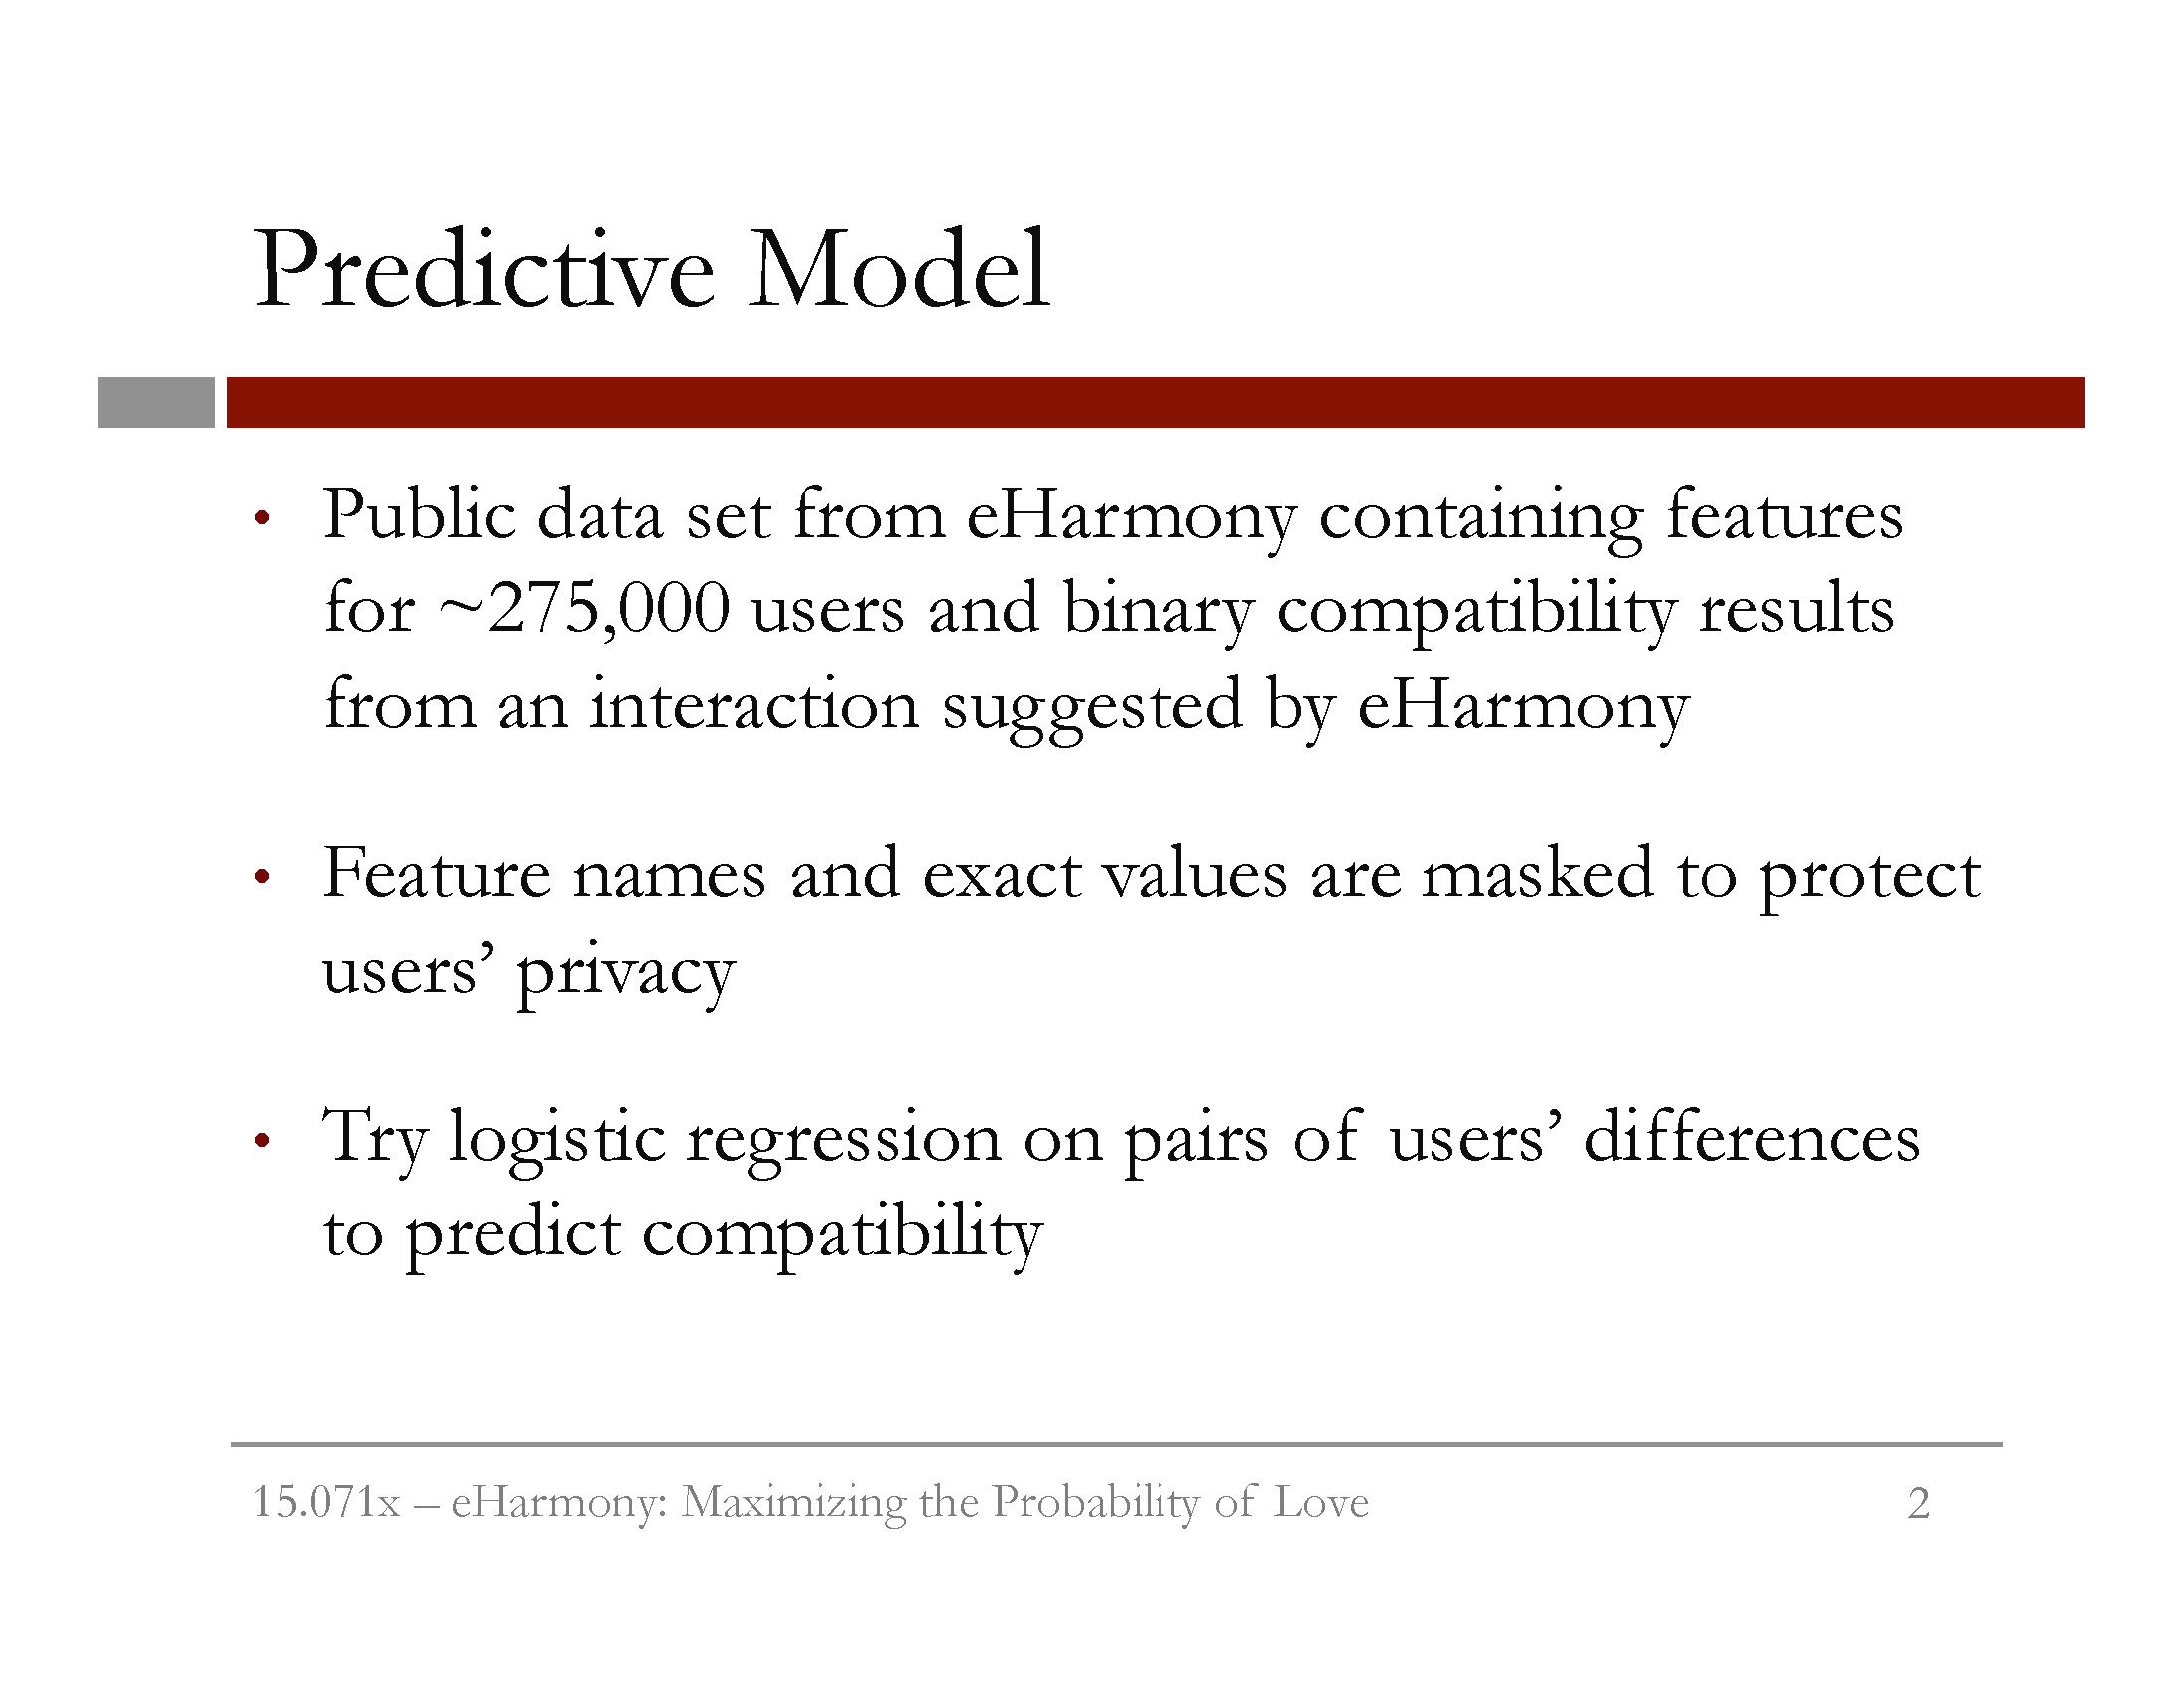 Predictive Model
• Public data set from eHarmony containing features
for ~275,000 users and binary compatibility results
from an interaction suggested by eHarmony
• Feature names and exact values are masked to protect
users’ privacy
• Try logistic regression on pairs of users’ differences
to predict compatibility
15.071x – eHarmony: Maximizing the Probability of Love 2